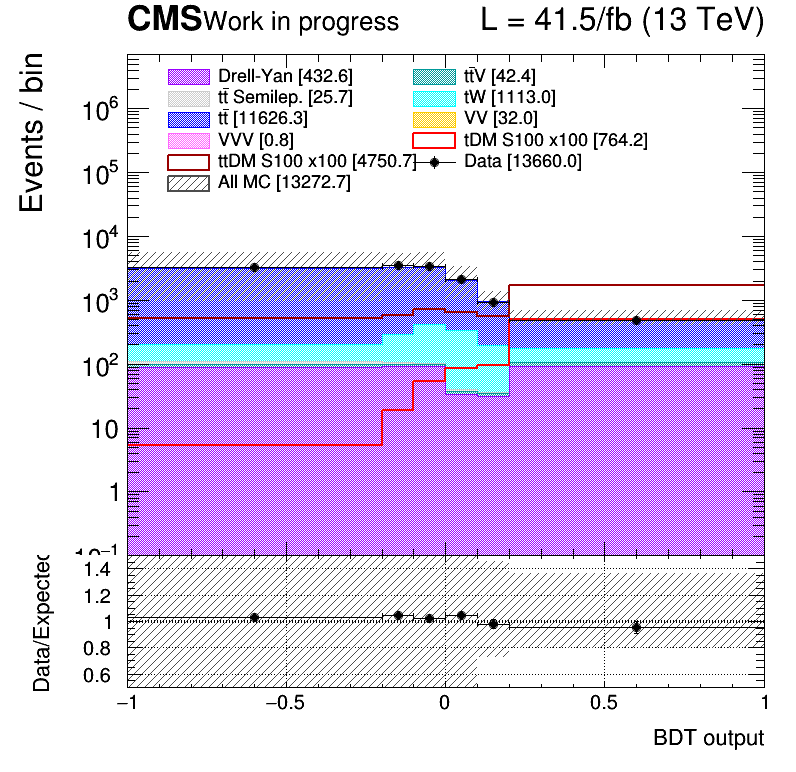 CMS Work in progress L = 41.5/fb (13 TeV)
Events / bin
Drell-Yan [432.6] tt̄V [42.4]
tt̄ Semilep. [25.7] tW [1113.0]
tt̄ [11626.3] VV [32.0]
VVV [0.8] tDM S100 x100 [764.2]
ttDM S100 x100 [4750.7] Data [13660.0]
All MC [13272.7]
10⁶
10⁵
10⁴
10³
10²
10
1
10⁻¹
Data/Expected
1.4
1.2
1
0.8
0.6
−1 −0.5 0 0.5 1
BDT output